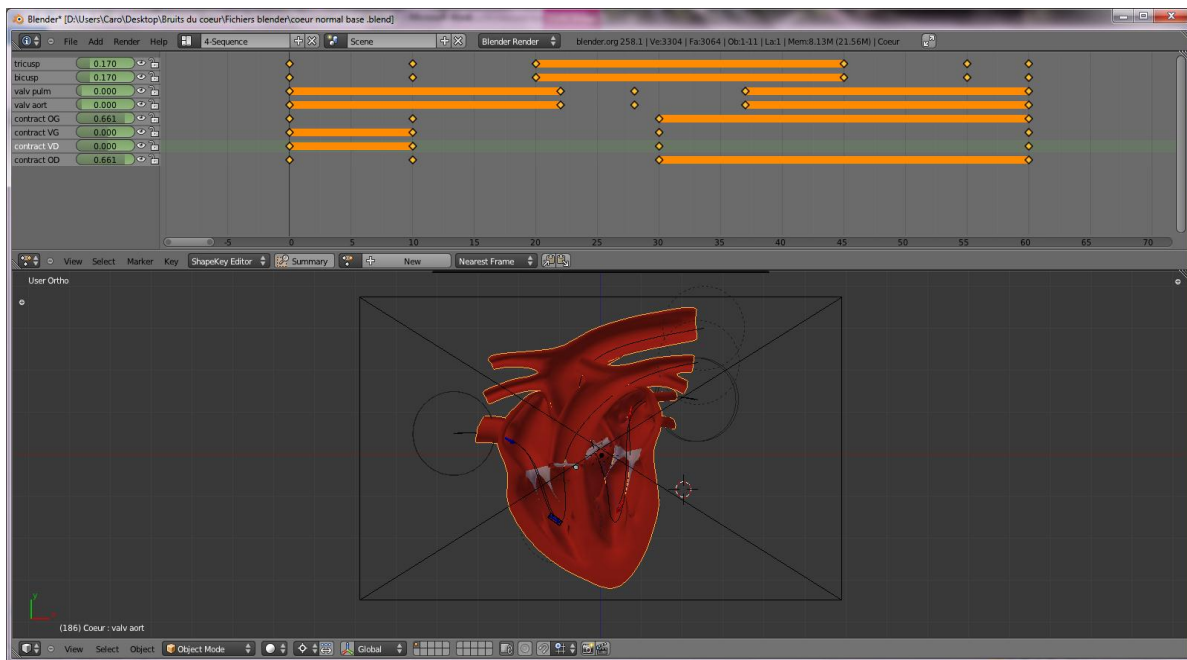 Blender* [D:\Users\Caro\Desktop\Bruits du coeur\Fichiers blender\coeur normal base .blend]
File Add Render Help 4-Sequence Scene Blender Render blender.org 258.1 | Ve:3304 | Fa:3064 | Ob:1-11 | La:1 | Mem:8.13M (21.56M) | Coeur
tricusp 0.170
bicusp 0.170
valv pulm 0.000
valv aort 0.000
contract OG 0.661
contract VG 0.000
contract VD 0.000
contract OD 0.661
-5 0 5 10 15 20 25 30 35 40 45 50 55 60 65 70
View Select Marker Key ShapeKey Editor Summary New Nearest Frame
User Ortho
y
(186) Coeur : valv aort
View Select Object Object Mode Global